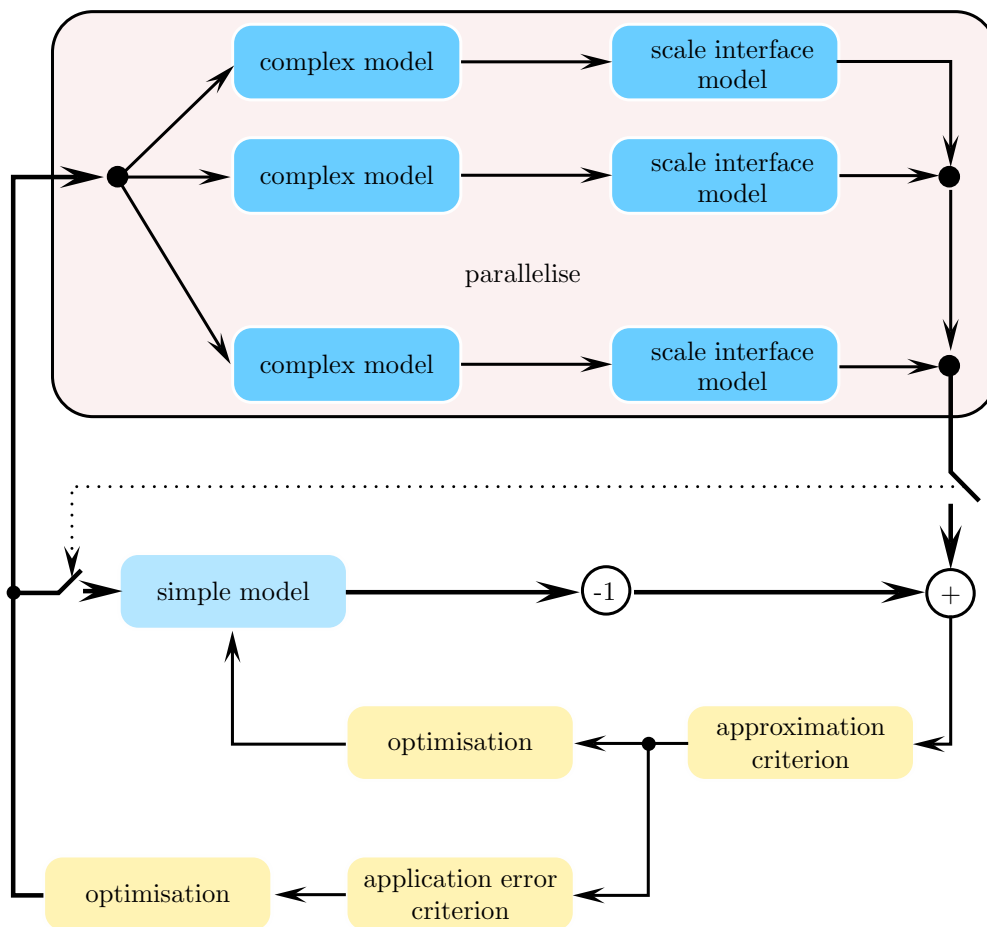 complex model
scale interface
model
complex model
scale interface
model
parallelise
complex model
scale interface
model
simple model
-1
+
optimisation
approximation
criterion
optimisation
application error
criterion